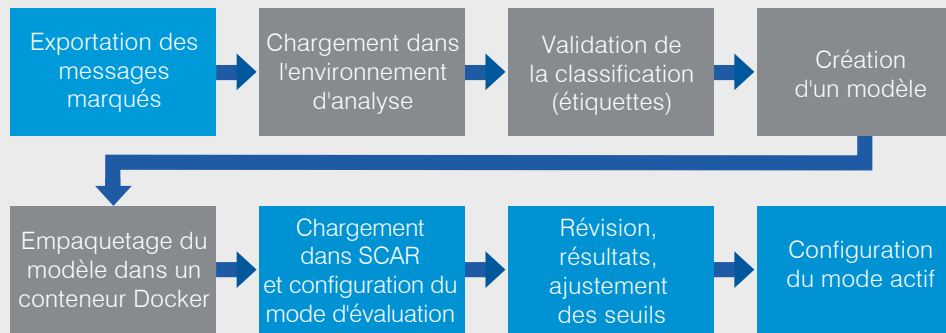 Exportation des
messages
marqués
Chargement dans
l'environnement
d'analyse
Validation de
la classification
(étiquettes)
Création
d'un modèle
Empaquetage du
modèle dans un
conteneur Docker
Chargement
dans SCAR
et configuration du
mode d'évaluation
Révision,
résultats,
ajustement
des seuils
Configuration
du mode actif